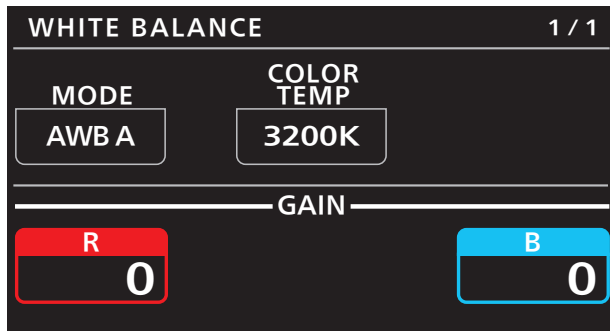 WHITE BALANCE 1 / 1
MODE
COLOR
TEMP
AWB A
3200K
GAIN
R
B
0
0